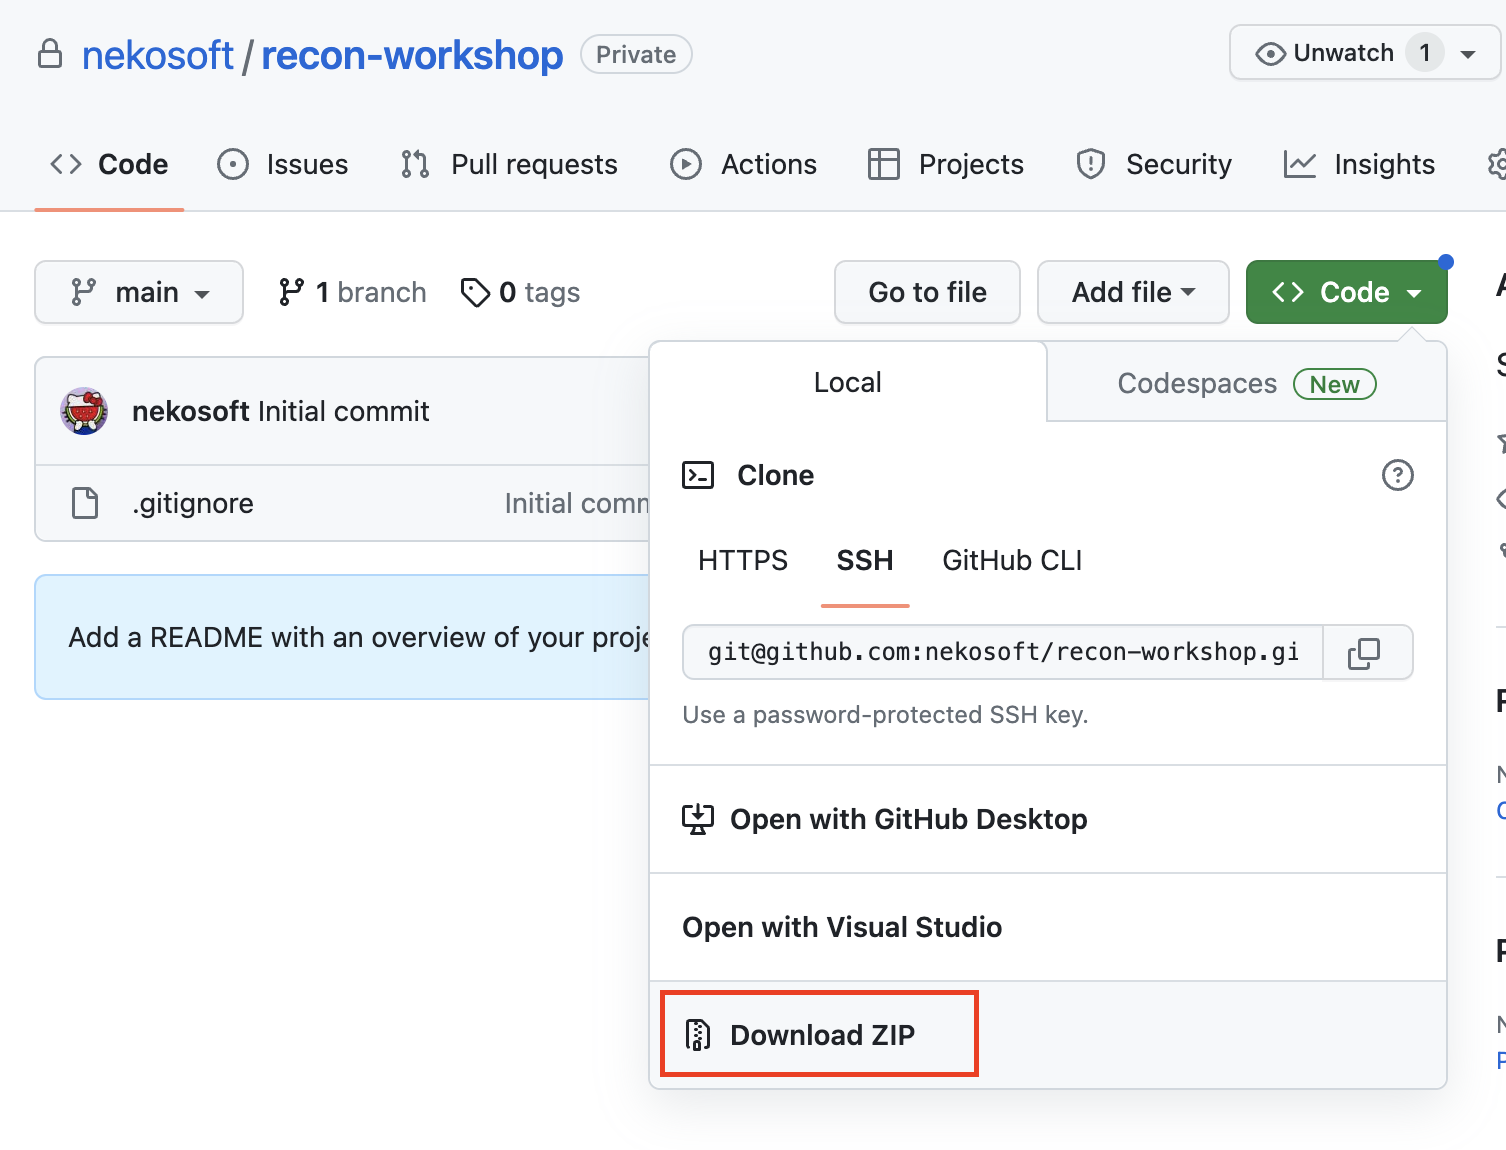 nekosoft / recon-workshop Private Unwatch 1
Code Issues Pull requests Actions Projects Security Insights
main 1 branch 0 tags Go to file Add file Code
nekosoft Initial commit
.gitignore Initial comm
Add a README with an overview of your proje
Local Codespaces New
Clone
HTTPS SSH GitHub CLI
git@github.com:nekosoft/recon-workshop.gi
Use a password-protected SSH key.
Open with GitHub Desktop
Open with Visual Studio
Download ZIP